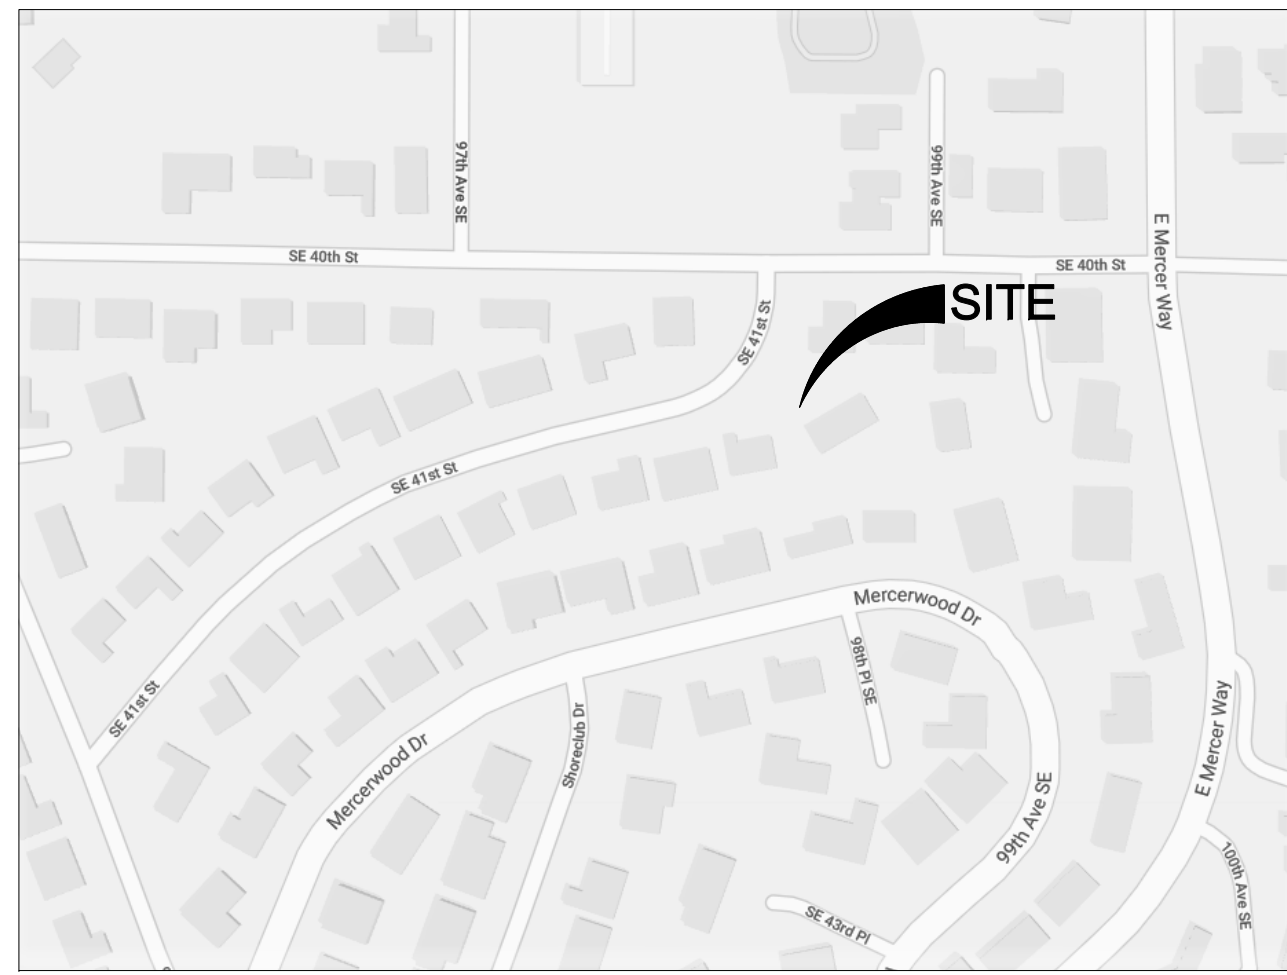 97th Ave SE
99th Ave SE
SE 40th St
SE 40th St
E Mercer Way
SITE
SE 41st St
SE 41st St
SE 41st St
Mercerwood Dr
98th Pl SE
Mercerwood Dr
Shoreclub Dr
E Mercer Way
99th Ave SE
100th Ave SE
SE 43rd Pl